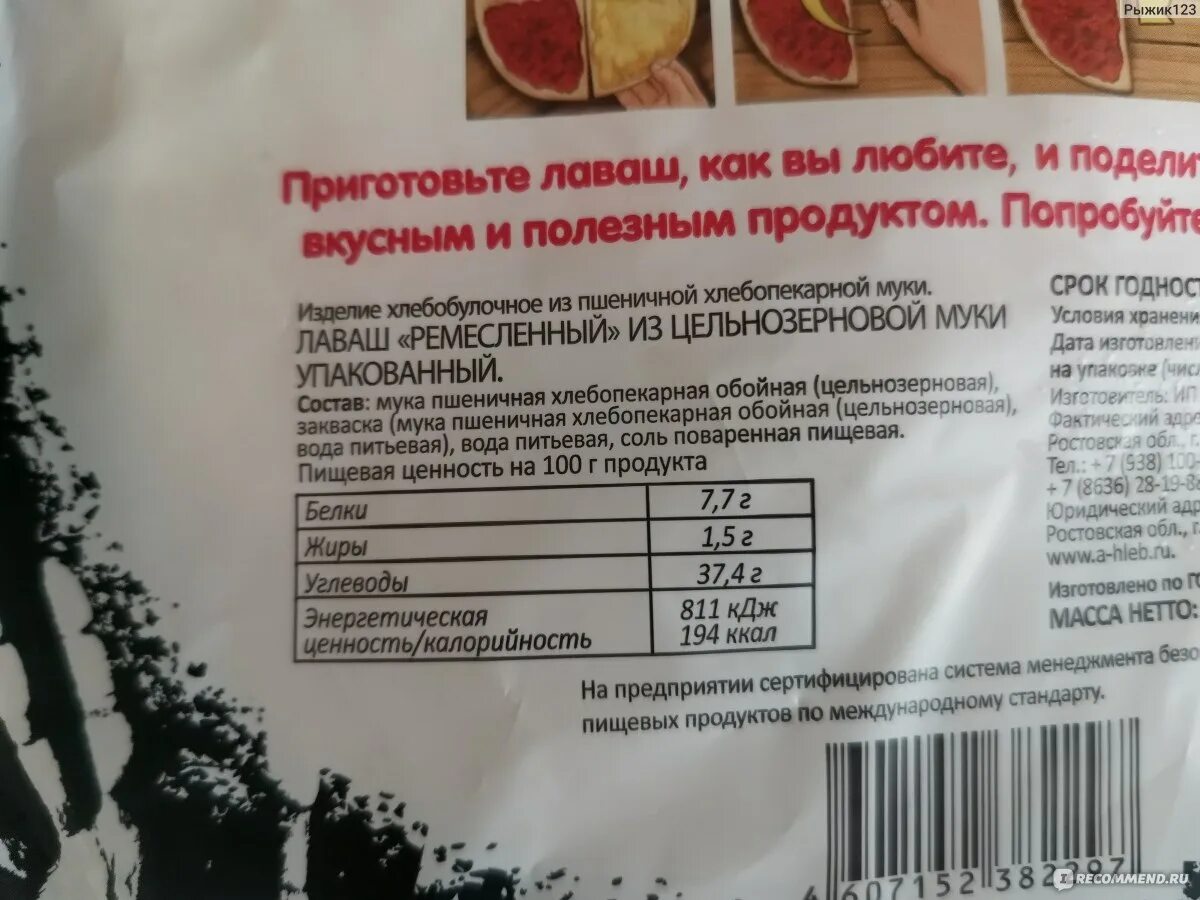 Рыжик123
Приготовьте лаваш, как вы любите, и поделит
вкусным и полезным продуктом. Попробуйте
Изделие хлебобулочное из пшеничной хлебопекарной муки.
ЛАВАШ «РЕМЕСЛЕННЫЙ» ИЗ ЦЕЛЬНОЗЕРНОВОЙ МУКИ
УПАКОВАННЫЙ.
Состав: мука пшеничная хлебопекарная обойная (цельнозерновая),
закваска (мука пшеничная хлебопекарная обойная (цельнозерновая),
вода питьевая), вода питьевая, соль поваренная пищевая.
Пищевая ценность на 100 г продукта
Белки 7,7 г
Жиры 1,5 г
Углеводы 37,4 г
Энергетическая 811 кДж
ценность/калорийность 194 ккал
СРОК ГОДНОСТ
Условия хранени
Дата изготовлен
на упаковке (чис
Изготовитель: ИП
Фактический адре
Ростовская обл., г
Тел.: +7 (938) 100-
+ 7 (8636) 28-19-8
Юридический адр
Ростовская обл., г.
www.a-hleb.ru.
Изготовлено по ГО
МАССА НЕТТО:
На предприятии сертифицирована система менеджмента безо
пищевых продуктов по международному стандарту.
4 607152 382297
RECOMMEND.RU